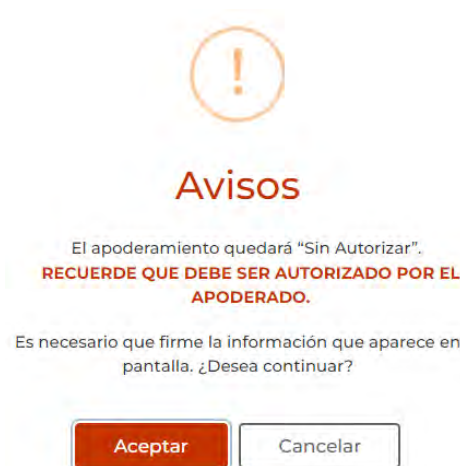 !
Avisos
El apoderamiento quedará “Sin Autorizar”.
RECUERDE QUE DEBE SER AUTORIZADO POR EL
APODERADO.
Es necesario que firme la información que aparece en
pantalla. ¿Desea continuar?
Aceptar
Cancelar